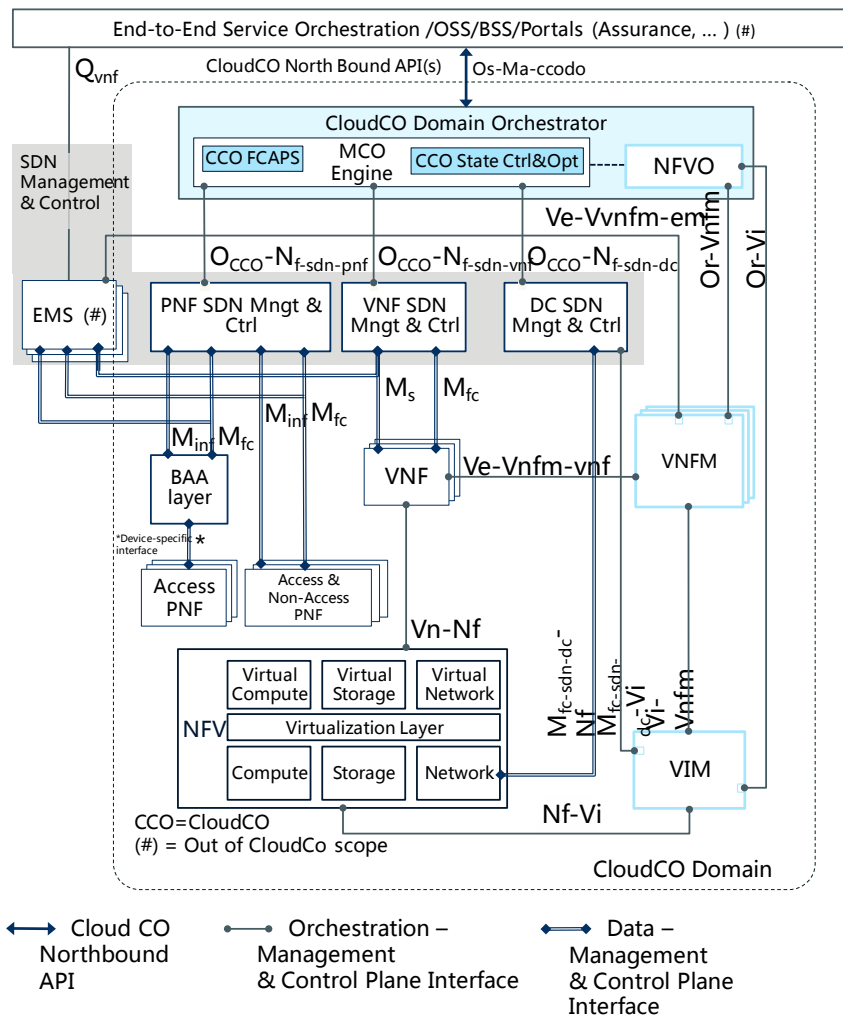 End-to-End Service Orchestration /OSS/BSS/Portals (Assurance, ... ) (#)
Qvnf
CloudCO North Bound API(s)
Os-Ma-ccodo
CloudCO Domain Orchestrator
CCO FCAPS
MCO
Engine
CCO State Ctrl&Opt
NFVO
SDN
Management
& Control
Ve-Vvnfm-em
Or-Vnfm
Or-Vi
OCCO-Nf-sdn-pnf
OCCO-Nf-sdn-vnf
OCCO-Nf-sdn-dc
EMS (#)
PNF SDN Mngt &
Ctrl
VNF SDN
Mngt & Ctrl
DC SDN
Mngt & Ctrl
Ms
Mfc
Minf
Mfc
Minf
Mfc
BAA
layer
VNF
Ve-Vnfm-vnf
VNFM
*Device-specific
interface
*
Access
PNF
Access &
Non-Access
PNF
Vn-Nf
Mfc-sdn-dc-
Nf
Mfc-sdn-
dc-Vi
Vi-
Vnfm
NFV
Virtual
Compute
Virtual
Storage
Virtual
Network
Virtualization Layer
Compute
Storage
Network
VIM
Nf-Vi
CCO=CloudCO
(#) = Out of CloudCo scope
CloudCO Domain
Cloud CO
Northbound
API
Orchestration –
Management
& Control Plane Interface
Data –
Management
& Control Plane
Interface